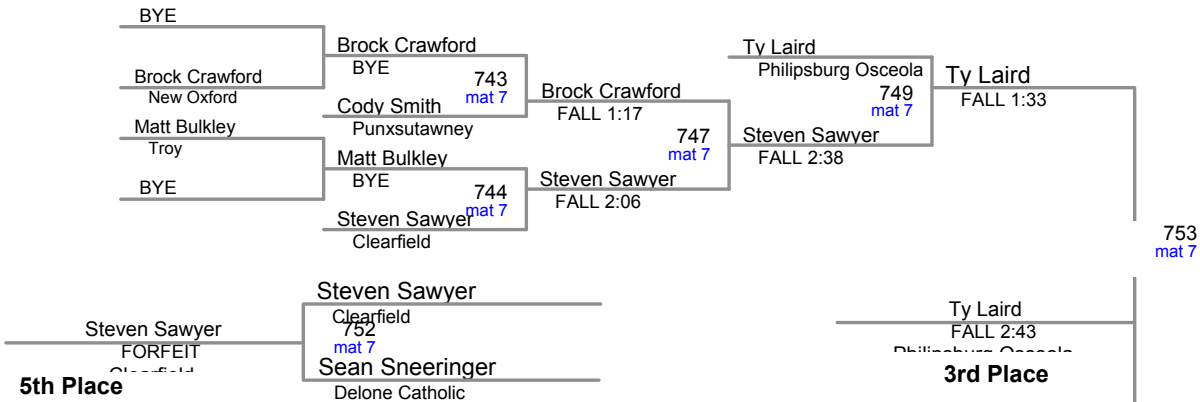 BYE
Brock Crawford
New Oxford
Matt Bulkley
Troy
BYE
Brock Crawford
BYE
743
mat 7
Cody Smith
Punxsutawney
Matt Bulkley
BYE
744
mat 7
Steven Sawyer
Clearfield
Brock Crawford
FALL 1:17
747
mat 7
Steven Sawyer
FALL 2:06
Ty Laird
Philipsburg Osceola
749
mat 7
Steven Sawyer
FALL 2:38
Ty Laird
FALL 1:33
753
mat 7
Steven Sawyer
Clearfield
752
mat 7
Sean Sneeringer
Delone Catholic
Steven Sawyer
FORFEIT
Clearfield
5th Place
Ty Laird
FALL 2:43
Philipsburg Osceola
3rd Place